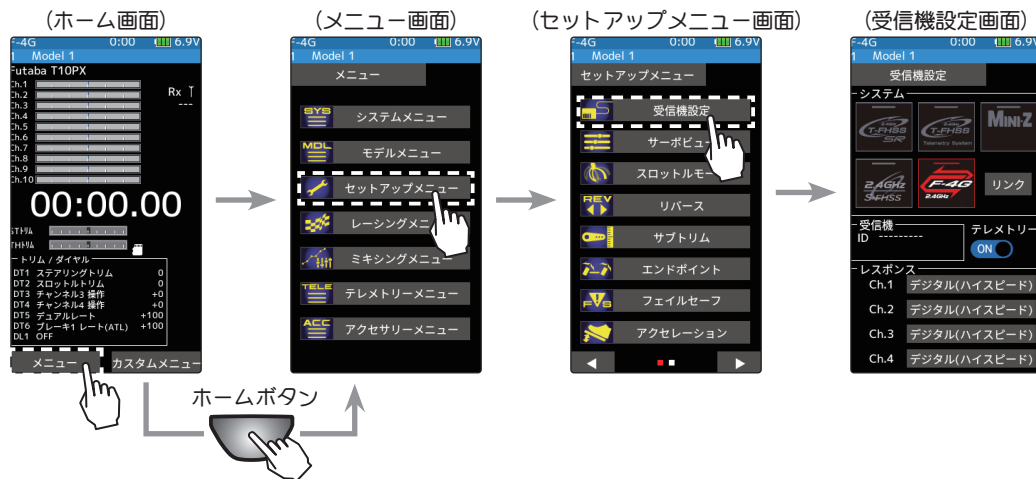 (ホーム画面)
F-4G 0:00 6.9V
1 Model 1
Futaba T10PX
Ch.1
Ch.2
Ch.3
Ch.4
Ch.5
Ch.6
Ch.7
Ch.8
Ch.9
Ch.10
Rx
---
00:00.00
STトリム
THトリム
トリム / ダイヤル
DT1 ステアリングトリム 0
DT2 スロットルトリム 0
DT3 チャンネル3 操作 +0
DT4 チャンネル4 操作 +0
DT5 デュアルレート +100
DT6 ブレーキ1 レート(ATL) +100
DL1 OFF
メニュー
カスタムメニュー
ホームボタン
(メニュー画面)
F-4G 0:00 6.9V
1 Model 1
メニュー
SYS システムメニュー
MDL モデルメニュー
セットアップメニュー
レーシングメニ
ミキシングメニュー
TELE テレメトリーメニュー
ACC アクセサリーメニュー
(セットアップメニュー画面)
F-4G 0:00 6.9V
1 Model 1
セットアップメニュー
受信機設定
サーボビュー
スロットルモー
REV リバース
サブトリム
エンドポイント
F/S フェイルセーフ
アクセレーション
(受信機設定画面)
F-4G 0:00 6.9V
1 Model 1
受信機設定
システム
2.4GHz T-FHSS SR
2.4GHz T-FHSS Telemetry System
MINI-Z
2.4GHz S-FHSS
F-4G 2.4GHz
リンク
受信機
ID ---------
テレメトリー
ON
レスポンス
Ch.1 デジタル(ハイスピード)
Ch.2 デジタル(ハイスピード)
Ch.3 デジタル(ハイスピード)
Ch.4 デジタル(ハイスピード)